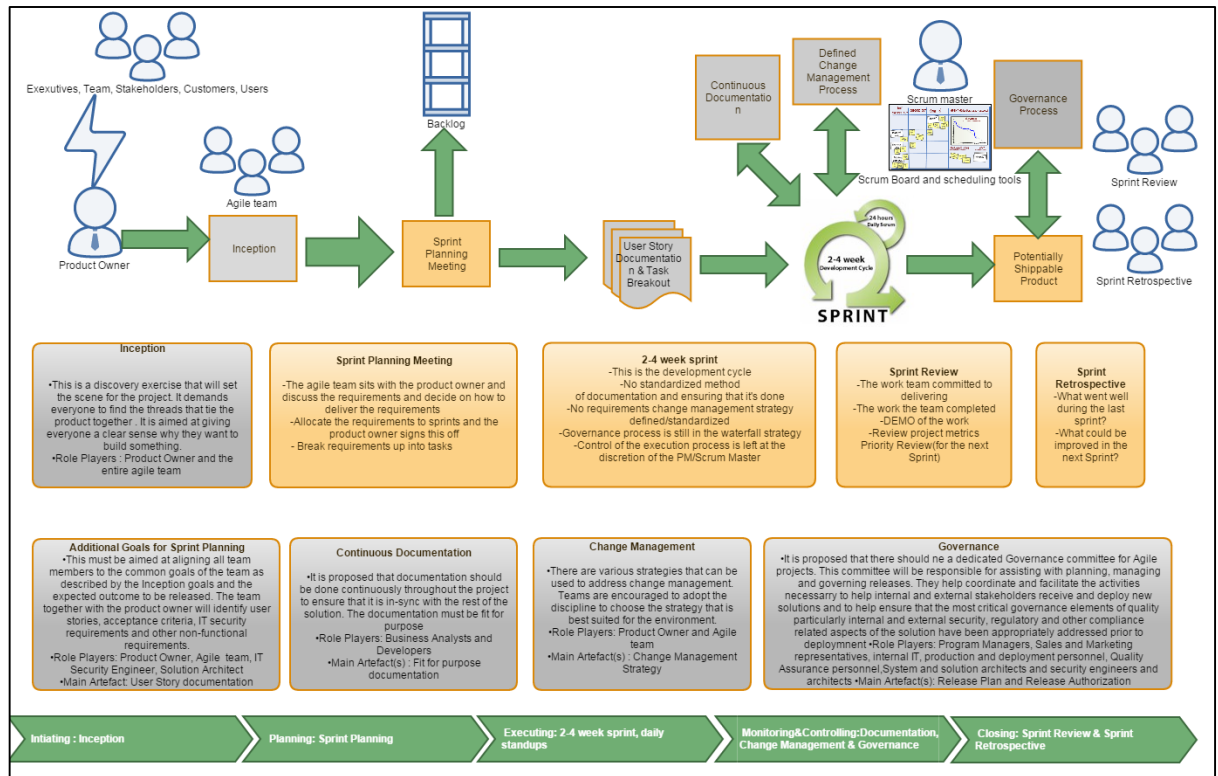 Exexutives, Team, Stakeholders, Customers, Users
Agile team
Product Owner
Inception
Backlog
Sprint
Planning
Meeting
User Story
Documentatio
n & Task
Breakout
Continuous
Documentatio
n
Defined
Change
Management
Process
Scrum master
Scrum Board and scheduling tools
24 hours
Daily Scrum
2-4 week
Development Cycle
SPRINT
Governance
Process
Potentially
Shippable
Product
Sprint Review
Sprint Retrospective
Inception
•This is a discovery exercise that will set
the scene for the project. It demands
everyone to find the threads that tie the
product together . It is aimed at giving
everyone a clear sense why they want to
build something.
•Role Players : Product Owner and the
entire agile team
Sprint Planning Meeting
-The agile team sits with the product owner and
discuss the requirements and decide on how to
deliver the requirements
-Allocate the requirements to sprints and the
product owner signs this off
- Break requirements up into tasks
2-4 week sprint
-This is the development cycle
-No standardized method
of documentation and ensuring that it's done
-No requirements change management strategy
defined/standardized
-Governance process is still in the waterfall strategy
-Control of the execution process is left at the
discretion of the PM/Scrum Master
Sprint Review
-The work team committed to
delivering
-The work the team completed
-DEMO of the work
-Review project metrics
Priority Review(for the next
Sprint)
Sprint
Retrospective
-What went well
during the last
sprint?
-What could be
improved in the
next Sprint?
Additional Goals for Sprint Planning
•This must be aimed at aligning all team
members to the common goals of the team as
described by the Inception goals and the
expected outcome to be released. The team
together with the product owner will identify user
stories, acceptance criteria, IT security
requirements and other non-functional
requirements.
•Role Players: Product Owner, Agile team, IT
Security Engineer, Solution Architect
•Main Artefact: User Story documentation
Continuous Documentation
•It is proposed that documentation should
be done continuously throughout the project
to ensure that it is in-sync with the rest of the
solution. The documentation must be fit for
purpose
•Role Players: Business Analysts and
Developers
•Main Artefact(s) : Fit for purpose
documentation
Change Management
•There are various strategies that can be
used to address change management.
Teams are encouraged to adopt the
discipline to choose the strategy that is
best suited for the environment.
•Role Players: Product Owner and Agile
team
•Main Artefact(s) : Change Management
Strategy
Governance
•It is proposed that there should ne a dedicated Governance committee for Agile
projects. This committee will be responsible for assisting with planning, managing
and governing releases. They help coordinate and facilitate the activities
necessarry to help internal and external stakeholders receive and deploy new
solutions and to help ensure that the most critical governance elements of quality
particularly internal and external security, regulatory and other compliance
related aspects of the solution have been appropriately addressed prior to
deploymnent •Role Players: Program Managers, Sales and Marketing
representatives, internal IT, production and deployment personnel, Quality
Assurance personnel,System and solution architects and security engineers and
architects •Main Artefact(s): Release Plan and Release Authorization
Intiating : Inception
Planning: Sprint Planning
Executing: 2-4 week sprint, daily
standups
Monitoring&Controlling:Documentation,
Change Management & Governance
Closing: Sprint Review & Sprint
Retrospective